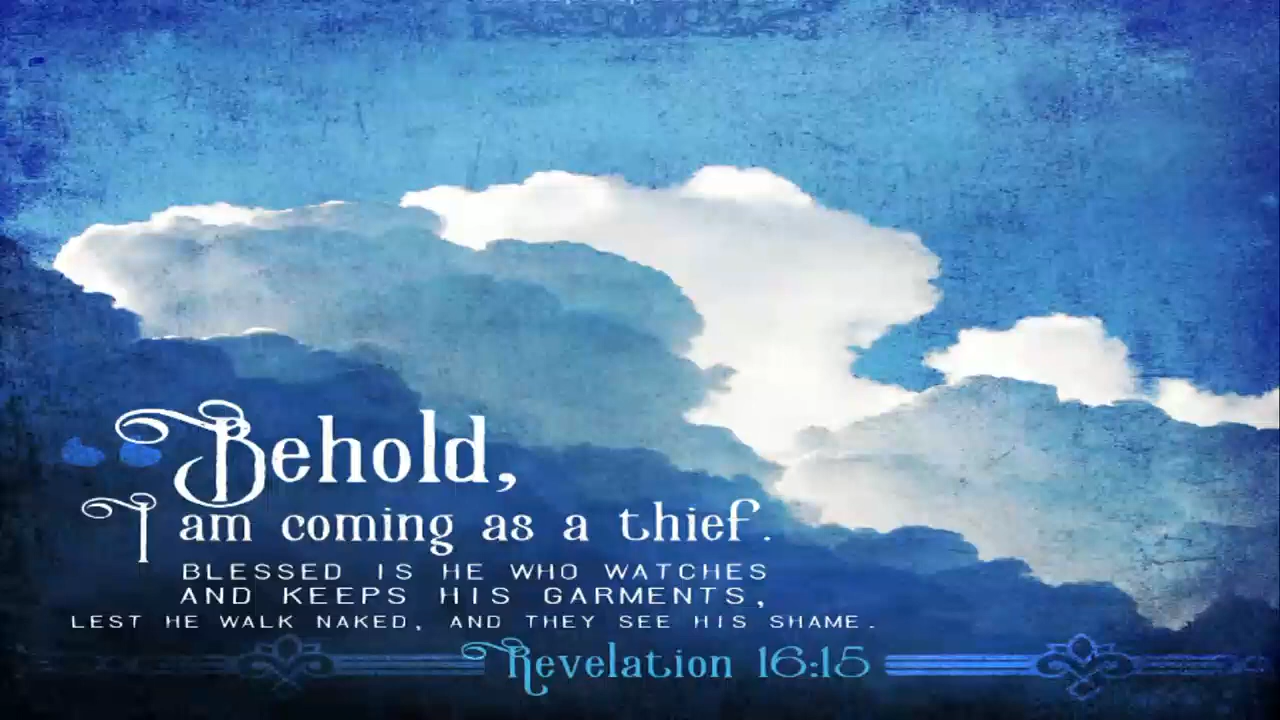 “Behold,
I am coming as a thief.
BLESSED IS HE WHO WATCHES
AND KEEPS HIS GARMENTS,
LEST HE WALK NAKED, AND THEY SEE HIS SHAME.
Revelation 16:15